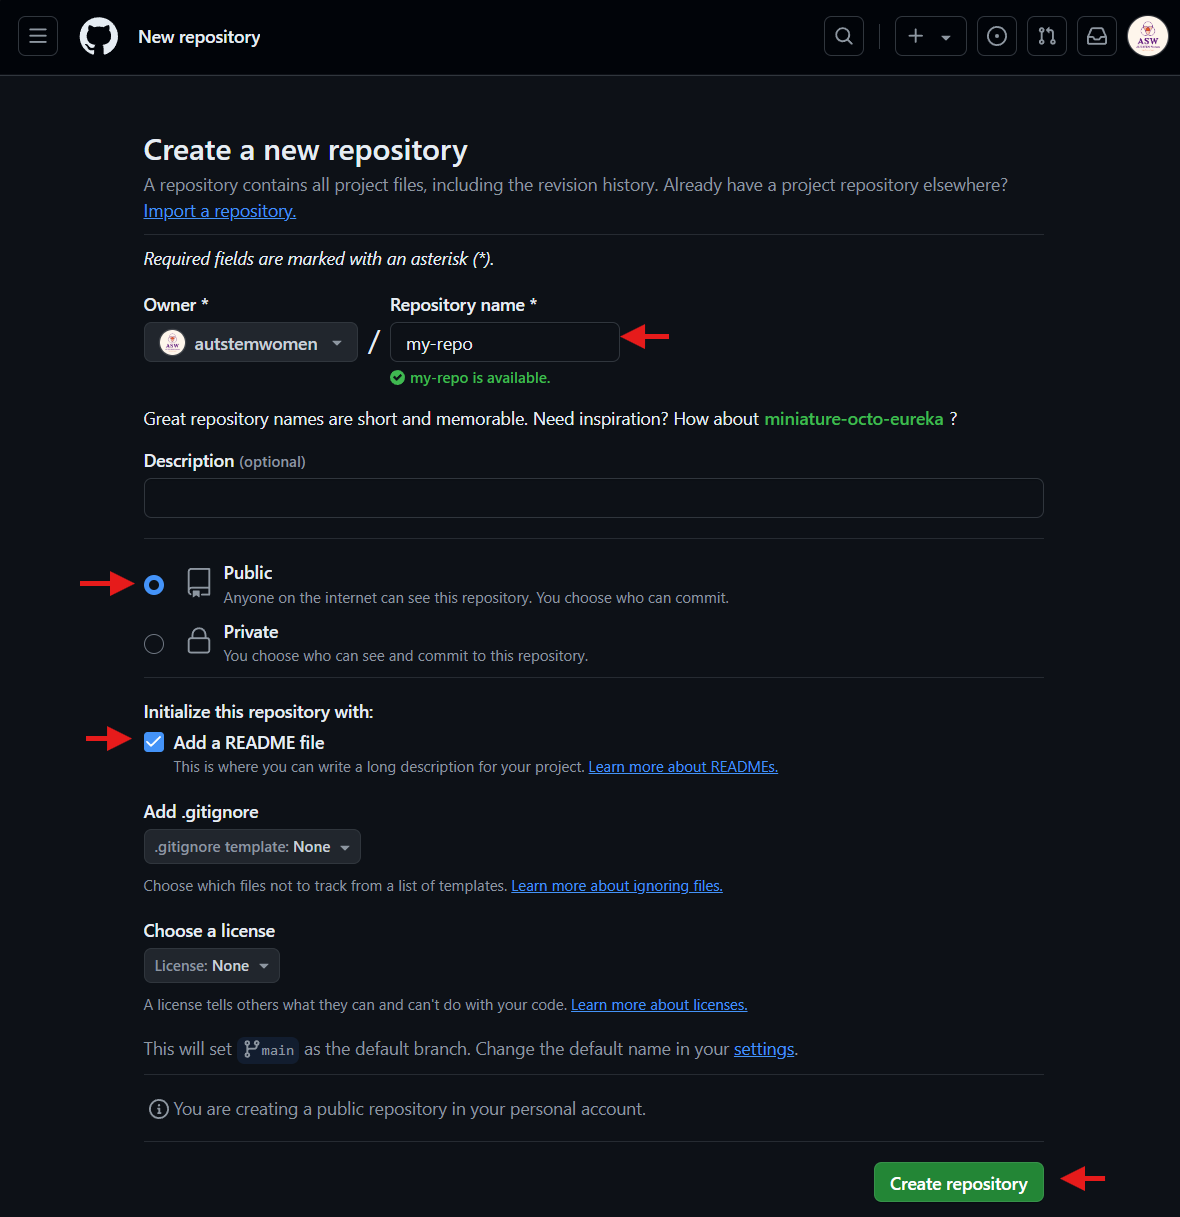 New repository
ASW
Create a new repository
A repository contains all project files, including the revision history. Already have a project repository elsewhere?
Import a repository.
Required fields are marked with an asterisk (*).
Owner *
Repository name *
ASW
autstemwomen
/
my-repo
my-repo is available.
Great repository names are short and memorable. Need inspiration? How about miniature-octo-eureka ?
Description (optional)
Public
Anyone on the internet can see this repository. You choose who can commit.
Private
You choose who can see and commit to this repository.
Initialize this repository with:
Add a README file
This is where you can write a long description for your project. Learn more about READMEs.
Add .gitignore
.gitignore template: None
Choose which files not to track from a list of templates. Learn more about ignoring files.
Choose a license
License: None
A license tells others what they can and can't do with your code. Learn more about licenses.
This will set main as the default branch. Change the default name in your settings.
You are creating a public repository in your personal account.
Create repository